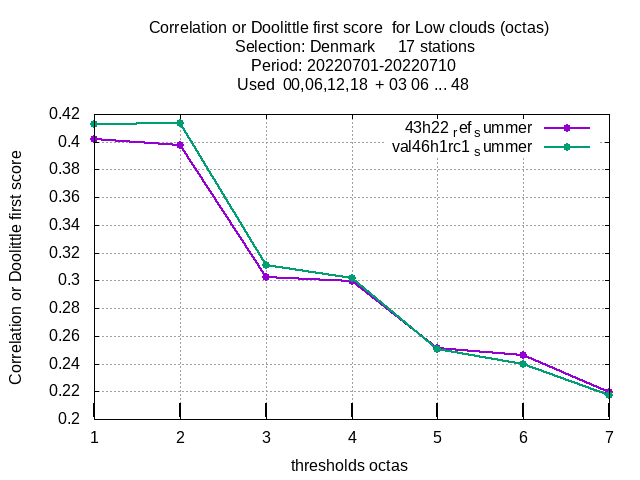 Correlation or Doolittle first score  for Low clouds (octas)
Selection: Denmark     17 stations
Period: 20220701-20220710
Used  00,06,12,18  + 03 06 ... 48
43h22refsummer
val46h1rc1summer
Correlation or Doolittle first score
0.42
0.4
0.38
0.36
0.34
0.32
0.3
0.28
0.26
0.24
0.22
0.2
1 2 3 4 5 6 7
thresholds octas